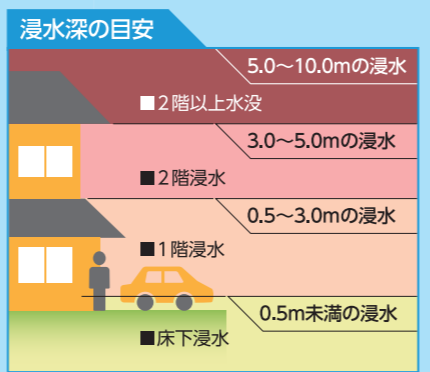 浸水深の目安
5.0～10.0mの浸水
■2階以上水没
3.0～5.0mの浸水
■2階浸水
0.5～3.0mの浸水
■1階浸水
0.5m未満の浸水
■床下浸水